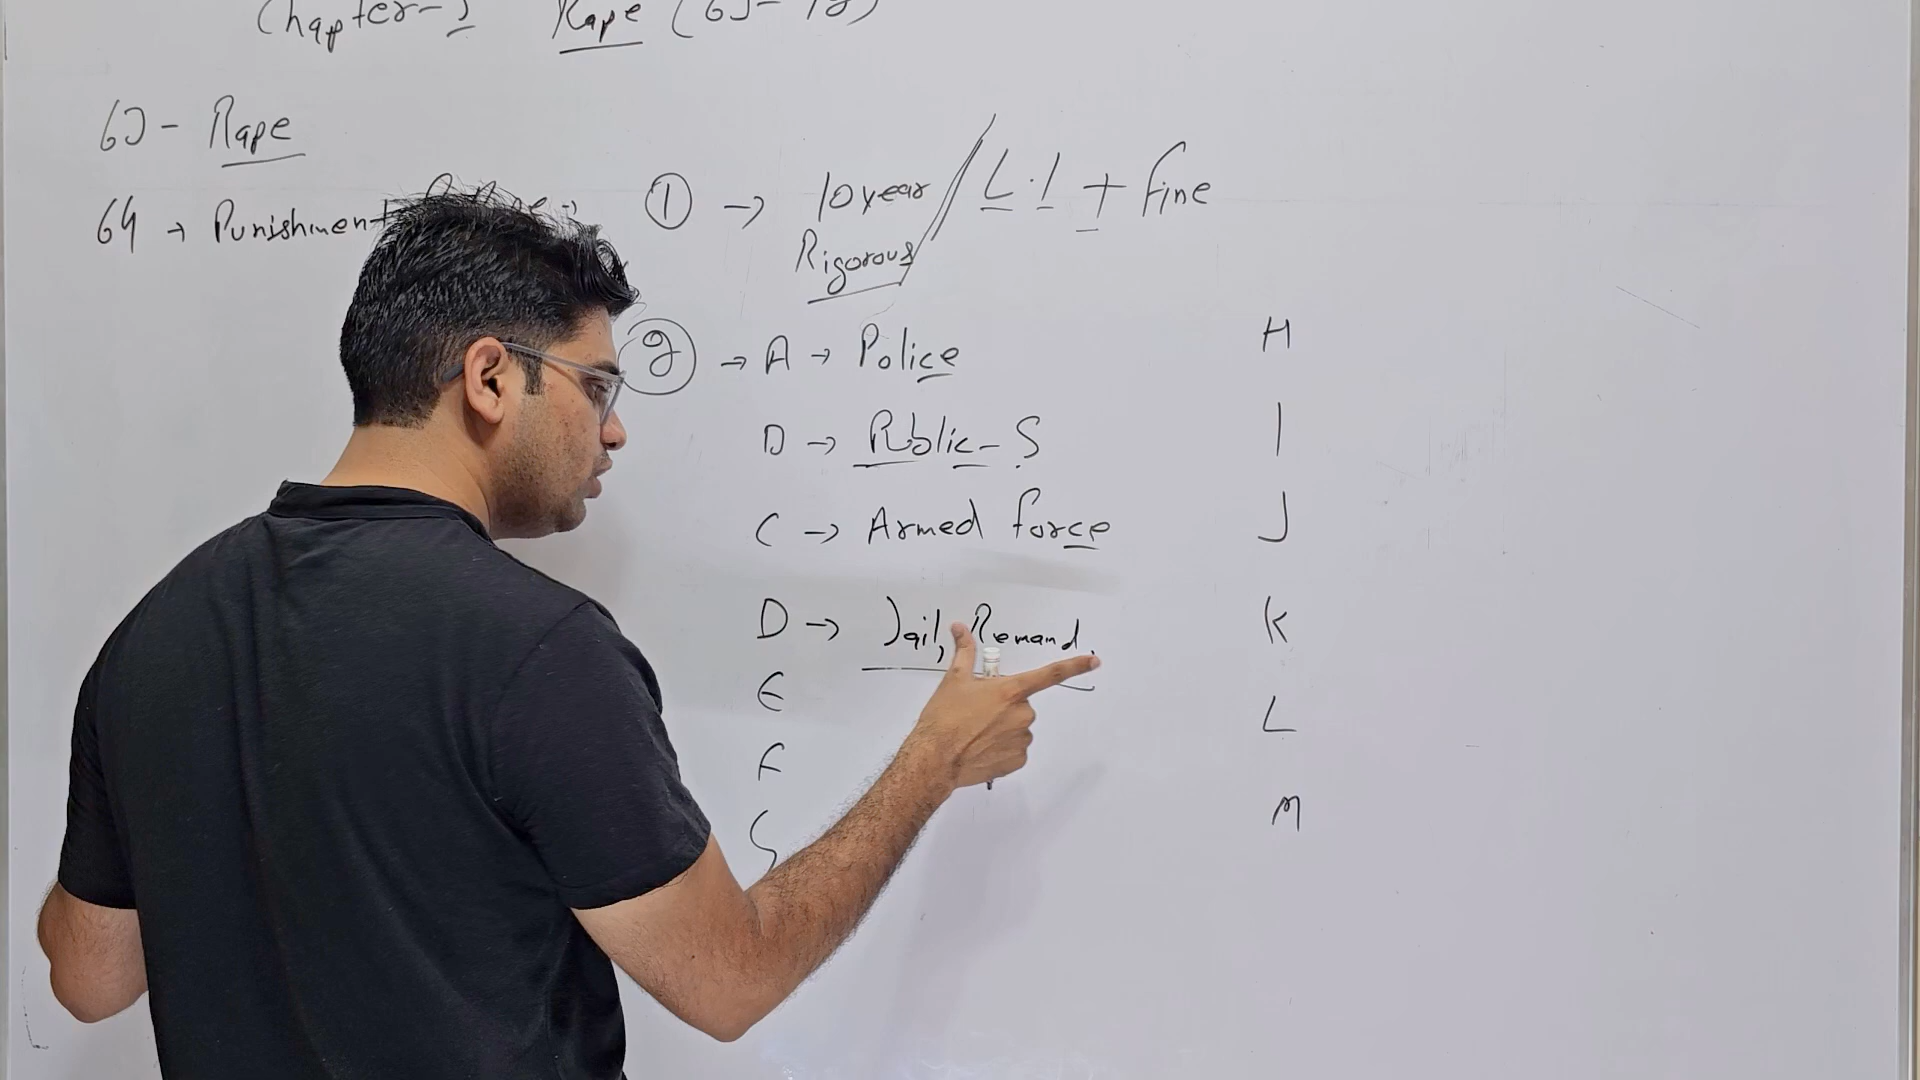 Chapter-5 Rape (63-72)
63 - Rape
64 → Punishment
① → 10 year / L.I + fine
Rigorous
② → A → Police
B → Public - S
C → Armed force
D → Jail, Remand
E
F
G
H
I
J
K
L
M